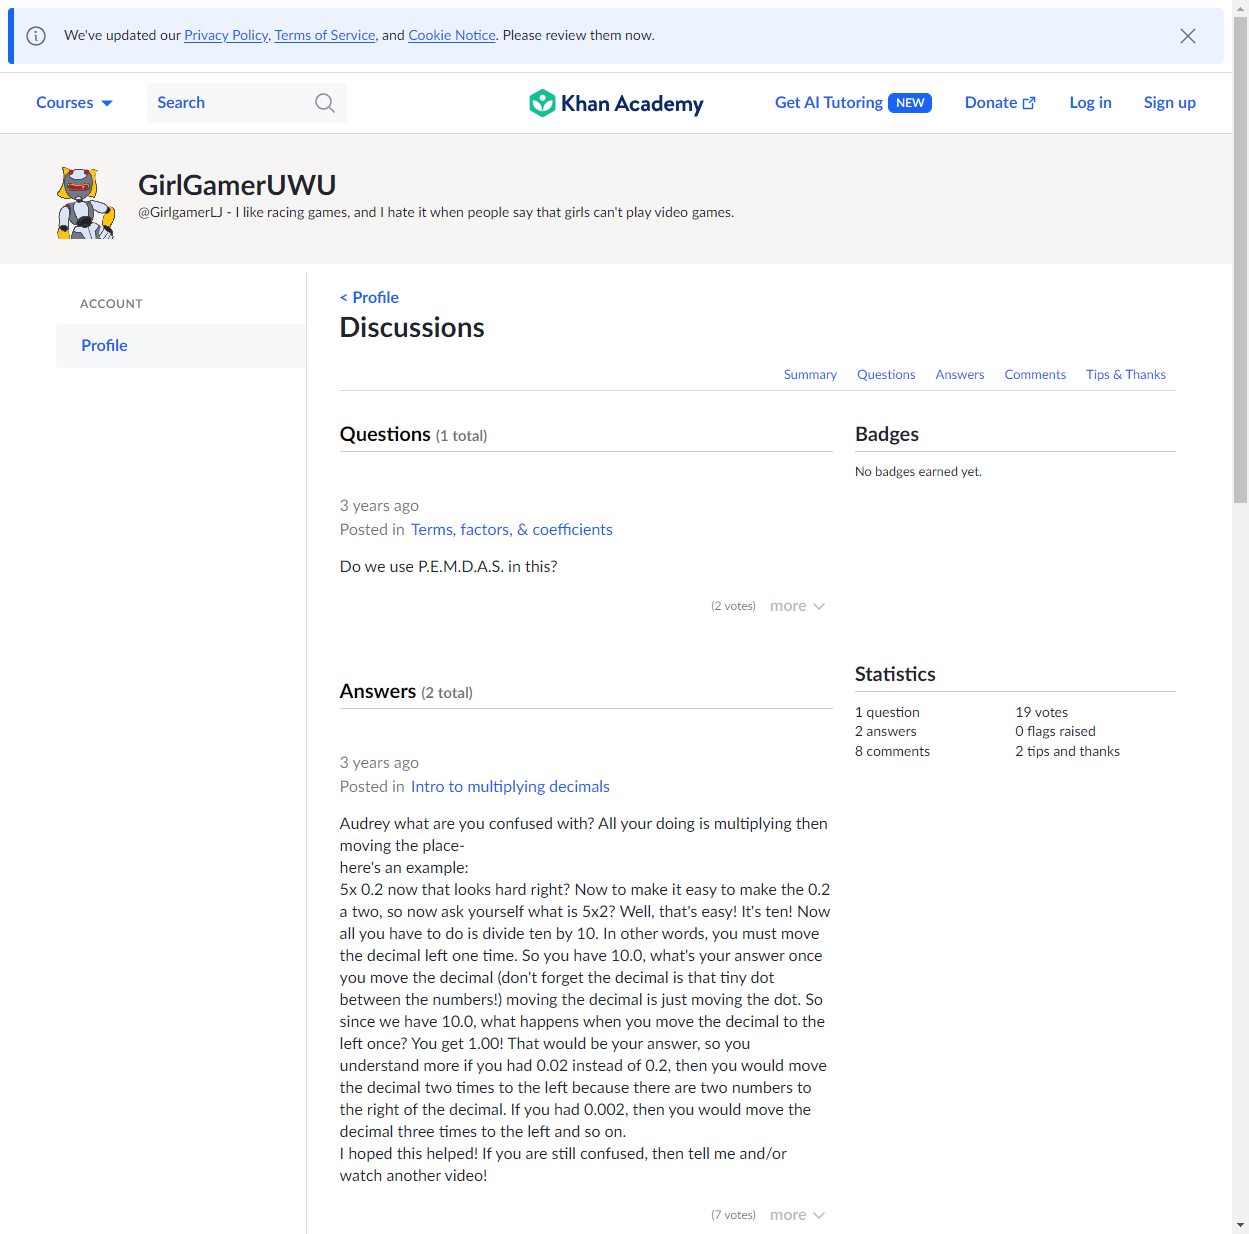 We've updated our Privacy Policy, Terms of Service, and Cookie Notice. Please review them now.
Courses
Search
Khan Academy
Get AI Tutoring NEW
Donate
Log in
Sign up
GirlGamerUWU
@GirlgamerLJ - I like racing games, and I hate it when people say that girls can't play video games.
ACCOUNT
Profile
< Profile
Discussions
Summary
Questions
Answers
Comments
Tips & Thanks
Questions (1 total)
3 years ago
Posted in Terms, factors, & coefficients
Do we use P.E.M.D.A.S. in this?
(2 votes) more
Answers (2 total)
3 years ago
Posted in Intro to multiplying decimals
Audrey what are you confused with? All your doing is multiplying then
moving the place-
here's an example:
5x 0.2 now that looks hard right? Now to make it easy to make the 0.2
a two, so now ask yourself what is 5x2? Well, that's easy! It's ten! Now
all you have to do is divide ten by 10. In other words, you must move
the decimal left one time. So you have 10.0, what's your answer once
you move the decimal (don't forget the decimal is that tiny dot
between the numbers!) moving the decimal is just moving the dot. So
since we have 10.0, what happens when you move the decimal to the
left once? You get 1.00! That would be your answer, so you
understand more if you had 0.02 instead of 0.2, then you would move
the decimal two times to the left because there are two numbers to
the right of the decimal. If you had 0.002, then you would move the
decimal three times to the left and so on.
I hoped this helped! If you are still confused, then tell me and/or
watch another video!
(7 votes) more
Badges
No badges earned yet.
Statistics
1 question
2 answers
8 comments
19 votes
0 flags raised
2 tips and thanks